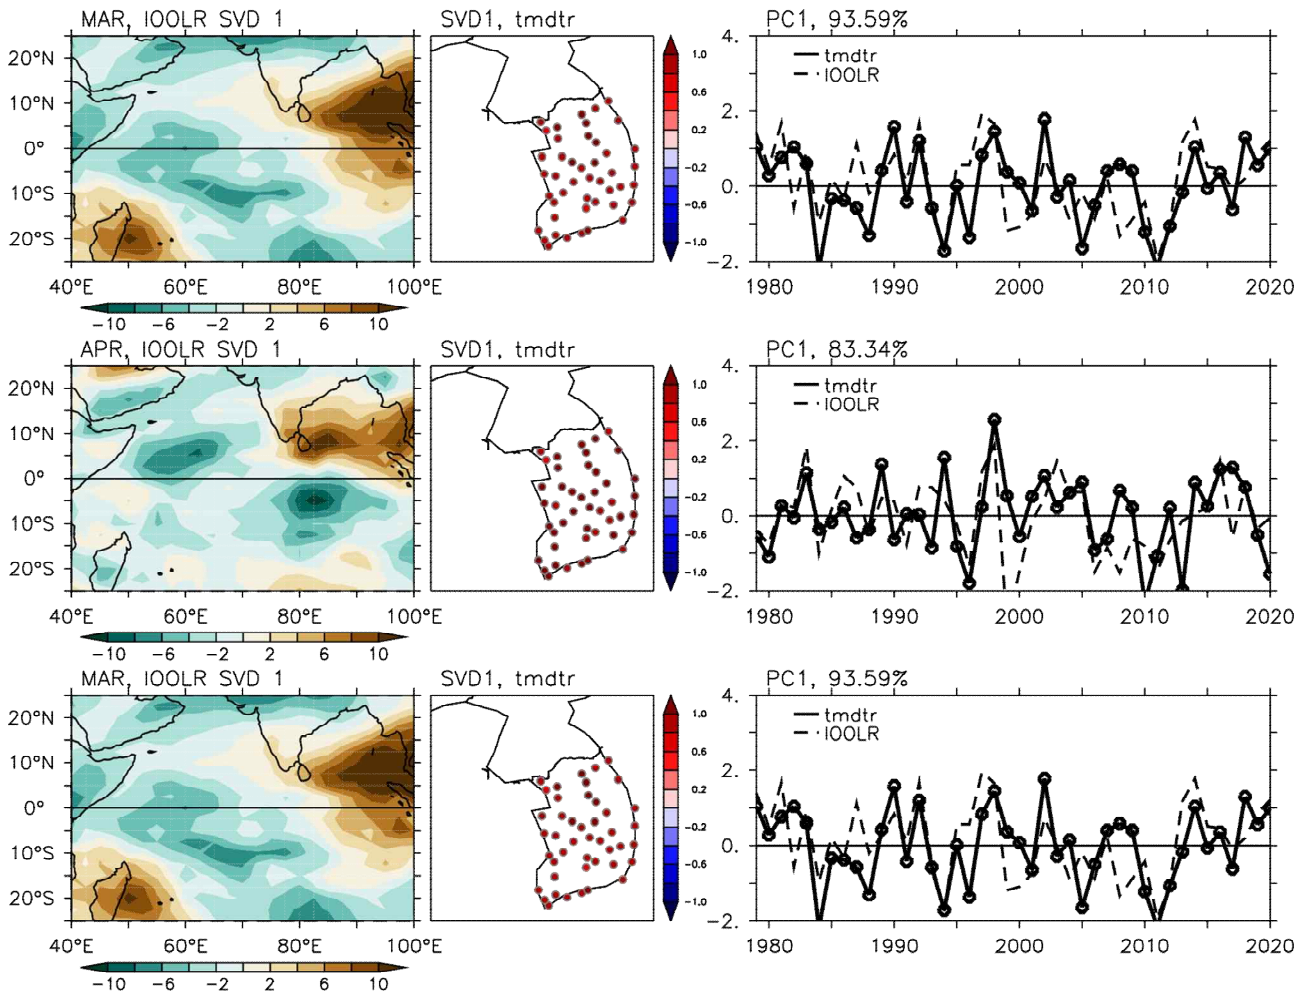 MAR, IOOLR SVD 1
SVD1, tmdtr
PC1, 93.59%
20°N
10°N
0°
10°S
20°S
40°E 60°E 80°E 100°E
−10 −6 −2 2 6 10
1.0
0.6
0.2
−0.2
−0.6
−1.0
4.
2.
0.
−2.
tmdtr
IOOLR
1980 1990 2000 2010 2020
APR, IOOLR SVD 1
SVD1, tmdtr
PC1, 83.34%
20°N
10°N
0°
10°S
20°S
40°E 60°E 80°E 100°E
−10 −6 −2 2 6 10
1.0
0.6
0.2
−0.2
−0.6
−1.0
4.
2.
0.
−2.
tmdtr
IOOLR
1980 1990 2000 2010 2020
MAR, IOOLR SVD 1
SVD1, tmdtr
PC1, 93.59%
20°N
10°N
0°
10°S
20°S
40°E 60°E 80°E 100°E
−10 −6 −2 2 6 10
1.0
0.6
0.2
−0.2
−0.6
−1.0
4.
2.
0.
−2.
tmdtr
IOOLR
1980 1990 2000 2010 2020